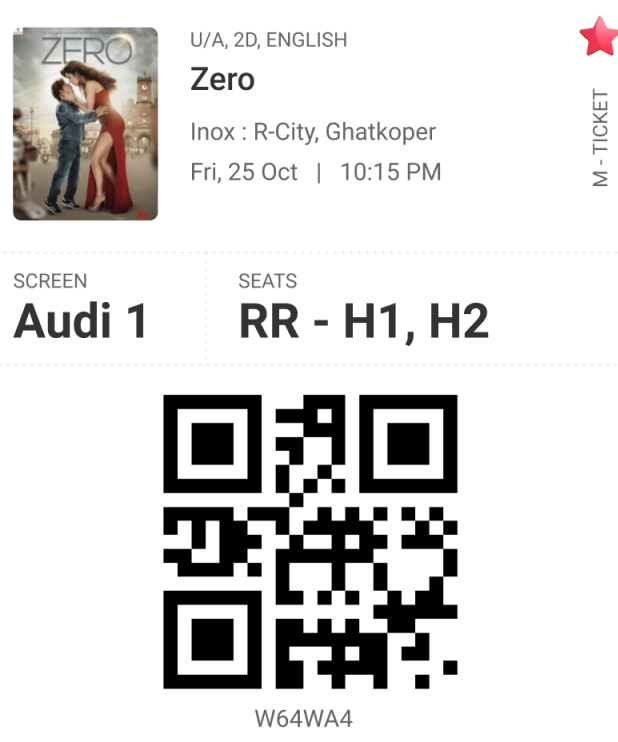 ZERO
U/A, 2D, ENGLISH
Zero
Inox : R-City, Ghatkoper
Fri, 25 Oct | 10:15 PM
M - TICKET
SCREEN
Audi 1
SEATS
RR - H1, H2
W64WA4